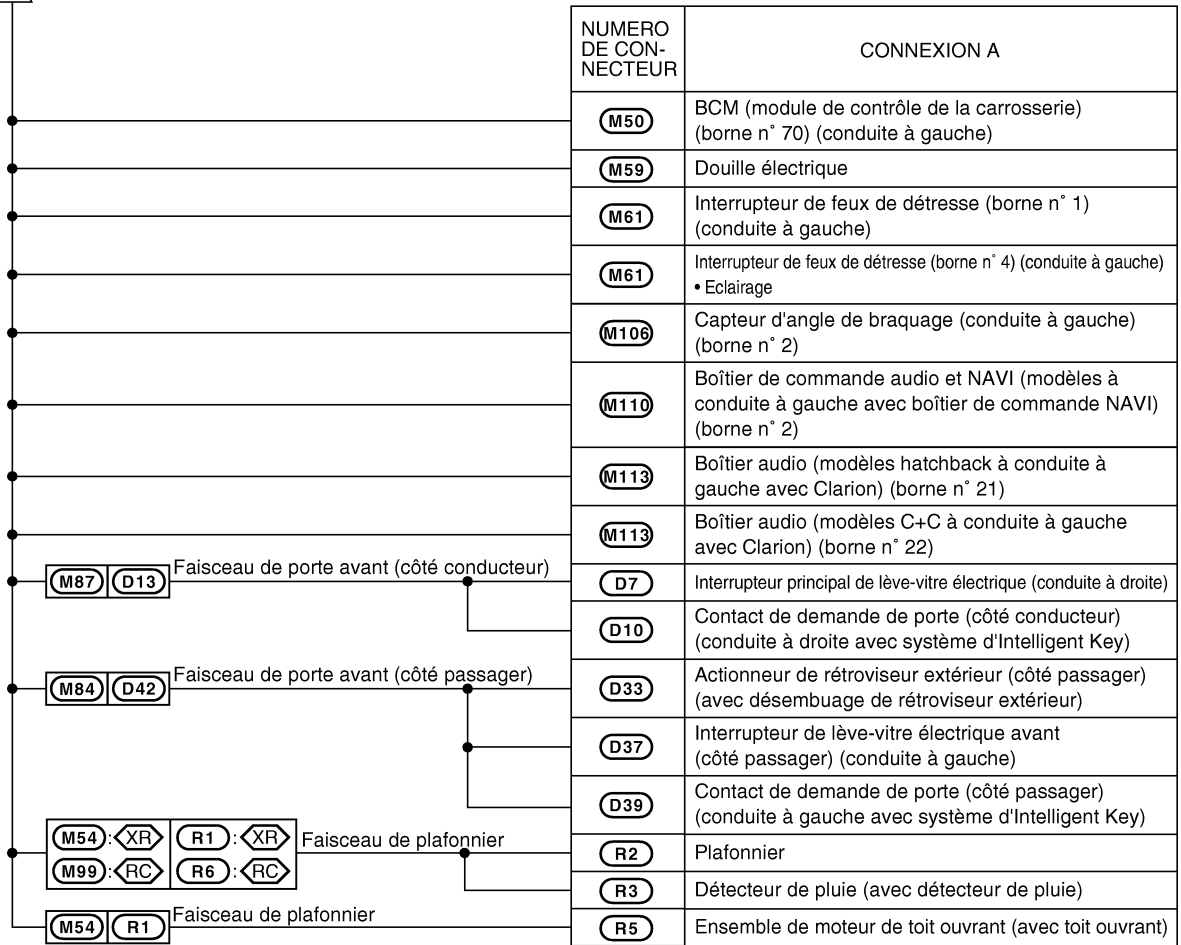 NUMERO
DE CON-
NECTEUR
CONNEXION A
M50
BCM (module de contrôle de la carrosserie)
(borne n° 70) (conduite à gauche)
M59
Douille électrique
M61
Interrupteur de feux de détresse (borne n° 1)
(conduite à gauche)
M61
Interrupteur de feux de détresse (borne n° 4) (conduite à gauche)
• Eclairage
M106
Capteur d'angle de braquage (conduite à gauche)
(borne n° 2)
M110
Boîtier de commande audio et NAVI (modèles à
conduite à gauche avec boîtier de commande NAVI)
(borne n° 2)
M113
Boîtier audio (modèles hatchback à conduite à
gauche avec Clarion) (borne n° 21)
M113
Boîtier audio (modèles C+C à conduite à gauche
avec Clarion) (borne n° 22)
M87 D13 Faisceau de porte avant (côté conducteur)
D7
Interrupteur principal de lève-vitre électrique (conduite à droite)
D10
Contact de demande de porte (côté conducteur)
(conduite à droite avec système d'Intelligent Key)
M84 D42 Faisceau de porte avant (côté passager)
D33
Actionneur de rétroviseur extérieur (côté passager)
(avec désembuage de rétroviseur extérieur)
D37
Interrupteur de lève-vitre électrique avant
(côté passager) (conduite à gauche)
D39
Contact de demande de porte (côté passager)
(conduite à gauche avec système d'Intelligent Key)
M54 : XR R1 : XR Faisceau de plafonnier
M99 : RC R6 : RC
R2
Plafonnier
R3
Détecteur de pluie (avec détecteur de pluie)
M54 R1 Faisceau de plafonnier
R5
Ensemble de moteur de toit ouvrant (avec toit ouvrant)